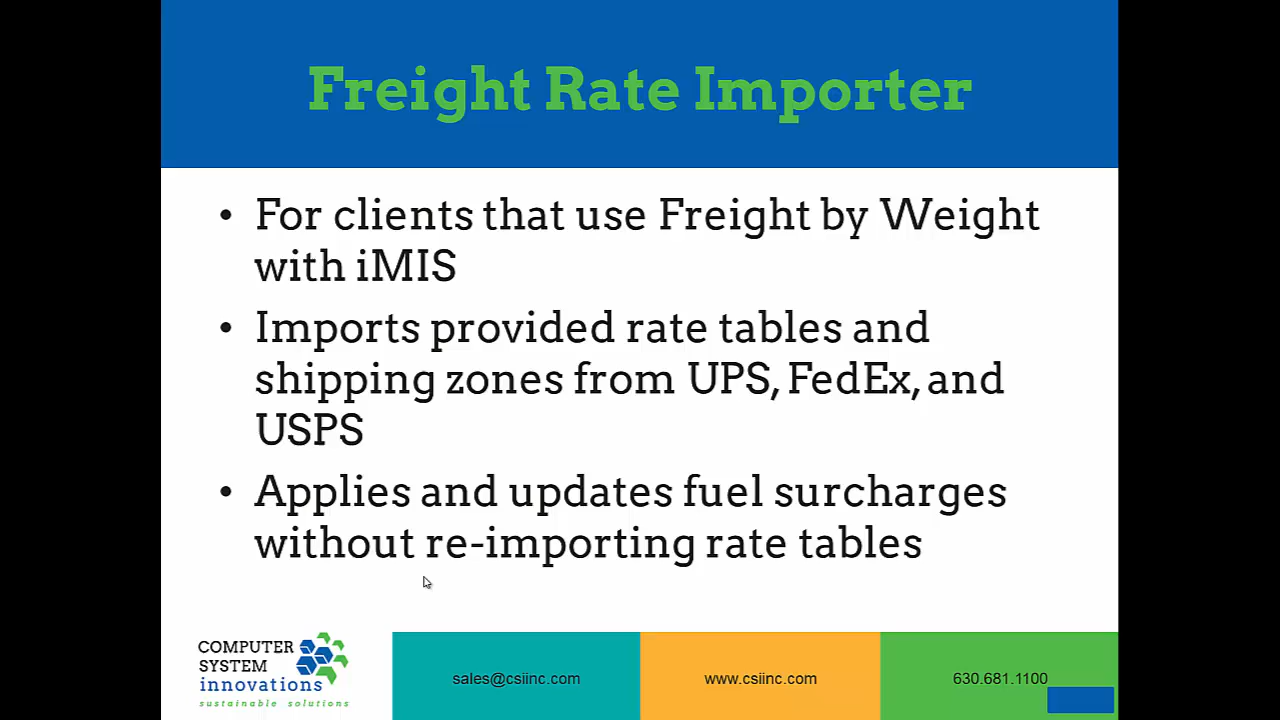 Freight Rate Importer
• For clients that use Freight by Weight
with iMIS
• Imports provided rate tables and
shipping zones from UPS, FedEx, and
USPS
• Applies and updates fuel surcharges
without re-importing rate tables
COMPUTER
SYSTEM
innovations
sustainable solutions
sales@csiinc.com
www.csiinc.com
630.681.1100